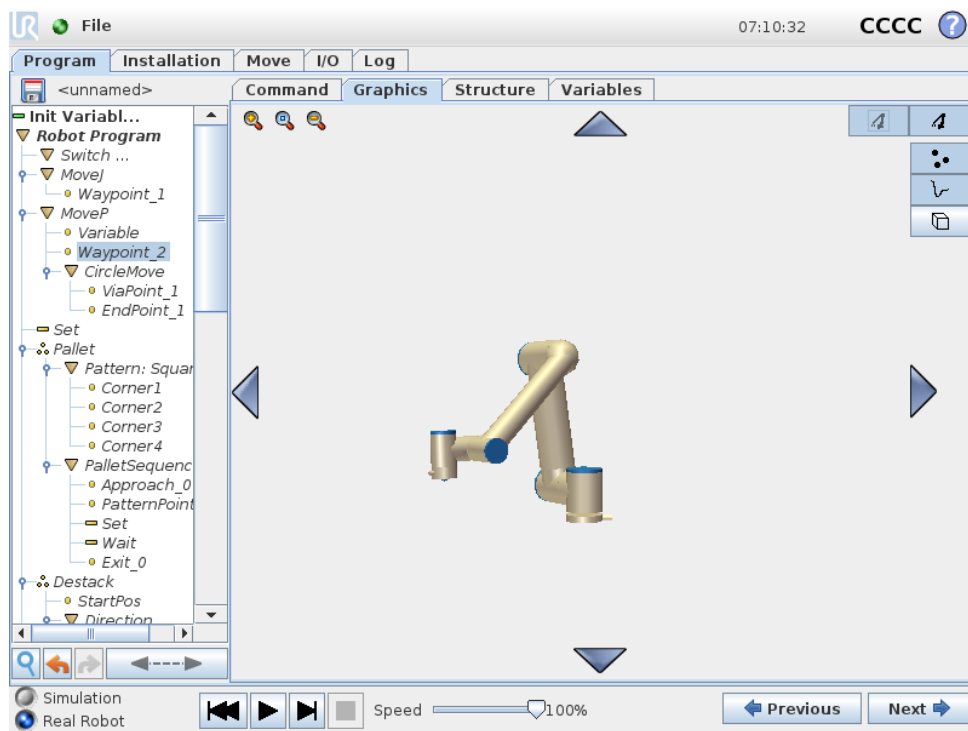 UR File 07:10:32 CCCC ?
Program Installation Move I/O Log
<unnamed> Command Graphics Structure Variables
Init Variabl...
Robot Program
Switch ...
MoveJ
Waypoint_1
MoveP
Variable
Waypoint_2
CircleMove
ViaPoint_1
EndPoint_1
Set
Pallet
Pattern: Squar
Corner1
Corner2
Corner3
Corner4
PalletSequenc
Approach_0
PatternPoint
Set
Wait
Exit_0
Destack
StartPos
Direction
Simulation
Real Robot
Speed 100%
Previous Next